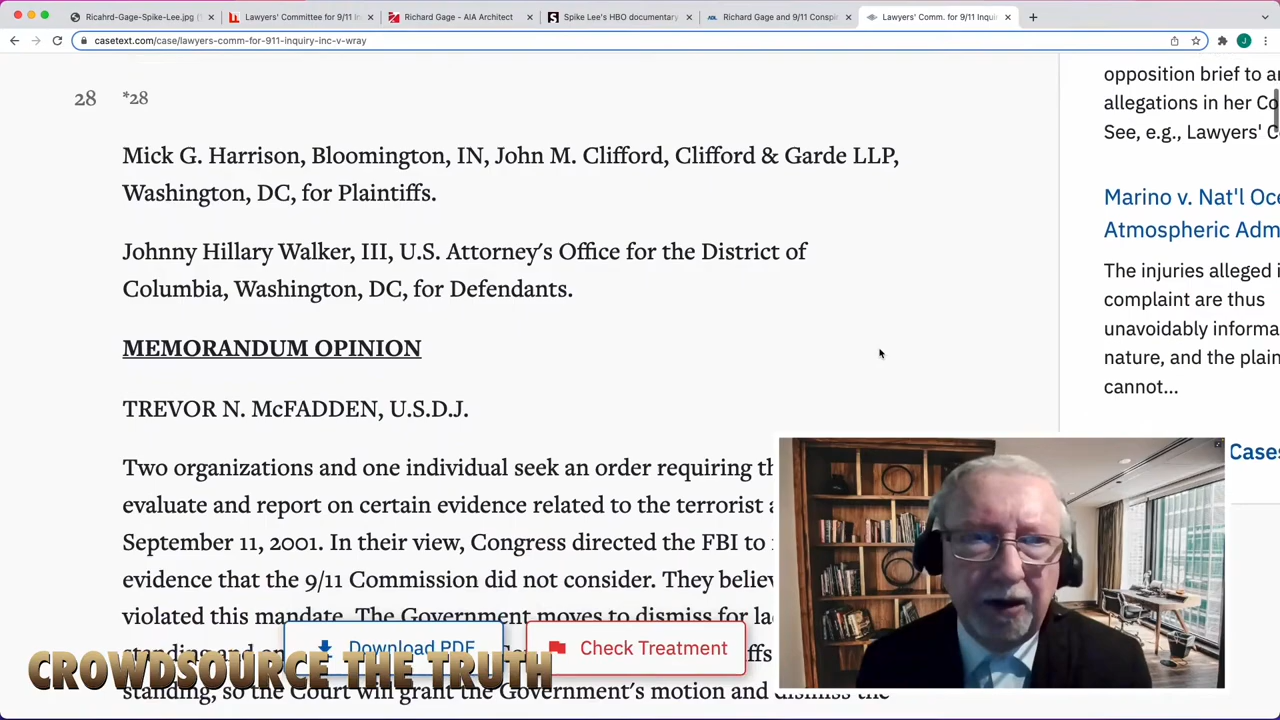 Ricahrd-Gage-Spike-Lee.jpg
Lawyers' Committee for 9/11 In
Richard Gage - AIA Architect
Spike Lee's HBO documentary
Richard Gage and 9/11 Conspi
Lawyers' Comm. for 9/11 Inqui
casetext.com/case/lawyers-comm-for-911-inquiry-inc-v-wray
J
28 *28
Mick G. Harrison, Bloomington, IN, John M. Clifford, Clifford & Garde LLP,
Washington, DC, for Plaintiffs.
Johnny Hillary Walker, III, U.S. Attorney's Office for the District of
Columbia, Washington, DC, for Defendants.
MEMORANDUM OPINION
TREVOR N. McFADDEN, U.S.D.J.
Two organizations and one individual seek an order requiring th
evaluate and report on certain evidence related to the terrorist a
September 11, 2001. In their view, Congress directed the FBI to
evidence that the 9/11 Commission did not consider. They believ
violated this mandate. The Government moves to dismiss for la
standing and
standing, so the Court will grant the Government's motion and dismiss the
Download PDF
Check Treatment
opposition brief to a
allegations in her Co
See, e.g., Lawyers' C
Marino v. Nat'l Oce
Atmospheric Adm
The injuries alleged i
complaint are thus
unavoidably informa
nature, and the plain
cannot...
Cases
CROWDSOURCE THE TRUTH